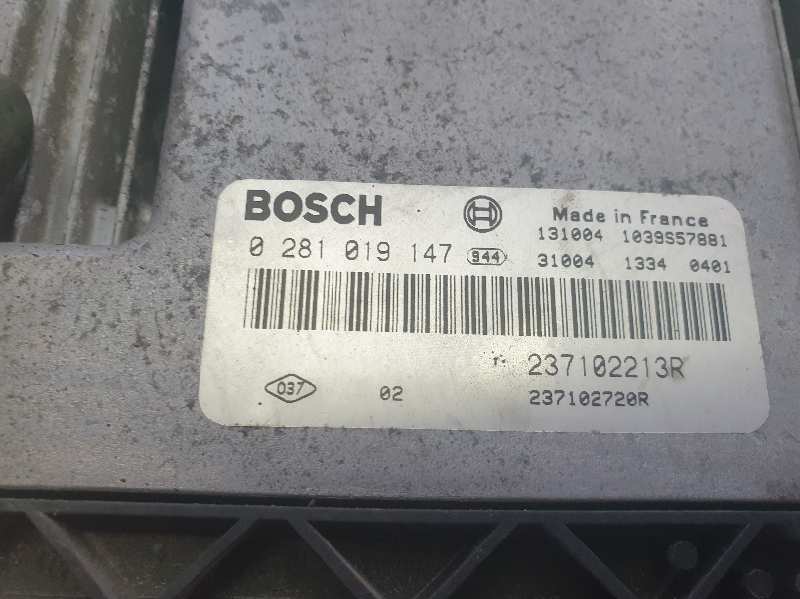 BOSCH
Made in France
131004 1039S57881
0 281 019 147 944
31004 1334 0401
237102213R
037
02
237102720R